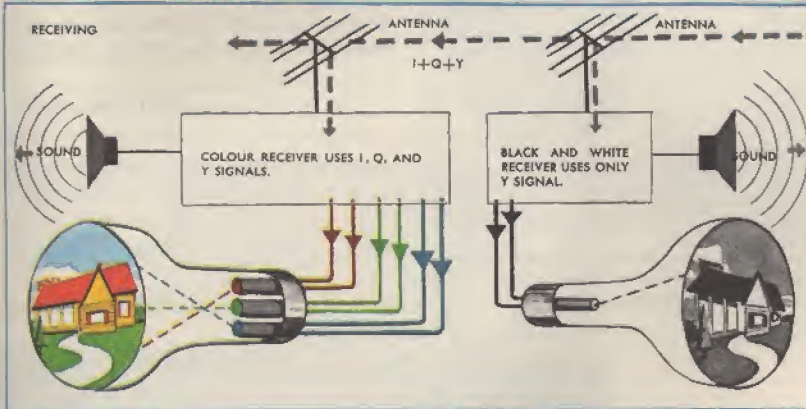 RECEIVING
ANTENNA
ANTENNA
I+Q+Y
SOUND
COLOUR RECEIVER USES I, Q, AND
Y SIGNALS.
BLACK AND WHITE
RECEIVER USES ONLY
Y SIGNAL.
SOUND